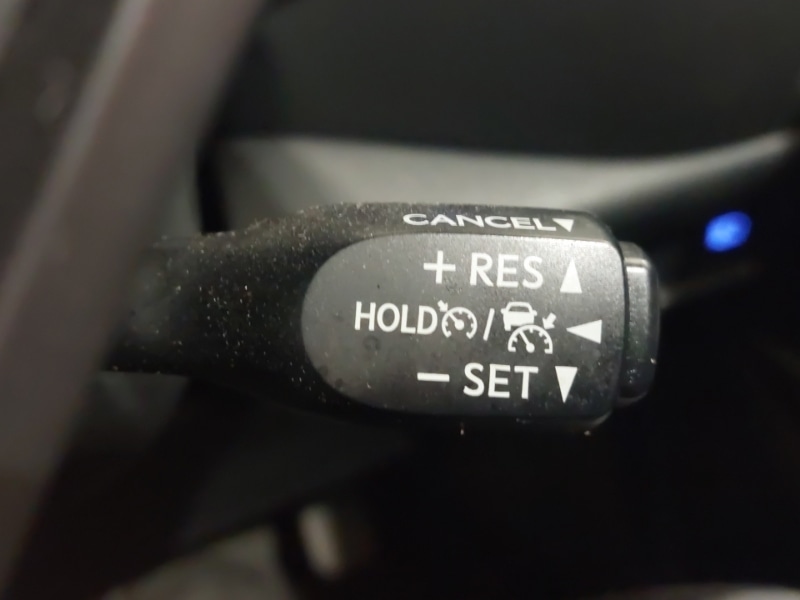 CANCEL
+ RES
HOLD /
- SET